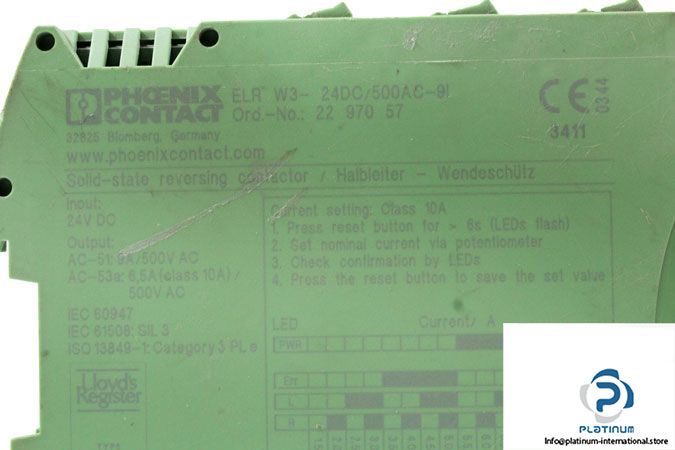 PHŒNIX
CONTACT
ELR W3- 24DC/500AC-9I
Ord.-No.: 22 970 57
CE
0344
3411
32825 Blomberg, Germany
www.phoenixcontact.com
Solid-state reversing contactor / Halbleiter - Wendeschütz
Input:
24V DC
Output:
AC-51: 9A/500V AC
AC-53a: 6,5A(class 10A) /
500V AC
IEC 60947
IEC 61508: SIL 3
ISO 13849-1: Category 3 PL e
Lloyd's
Register
TYPE
Current setting: Class 10A
1. Press reset button for > 6s (LEDs flash)
2. Set nominal current via potentiometer
3. Check confirmation by LEDs
4. Press the reset button to save the set value
LED Current/ A
PWR
Err
L
R
PLATINUM
Info@platinum-international.store